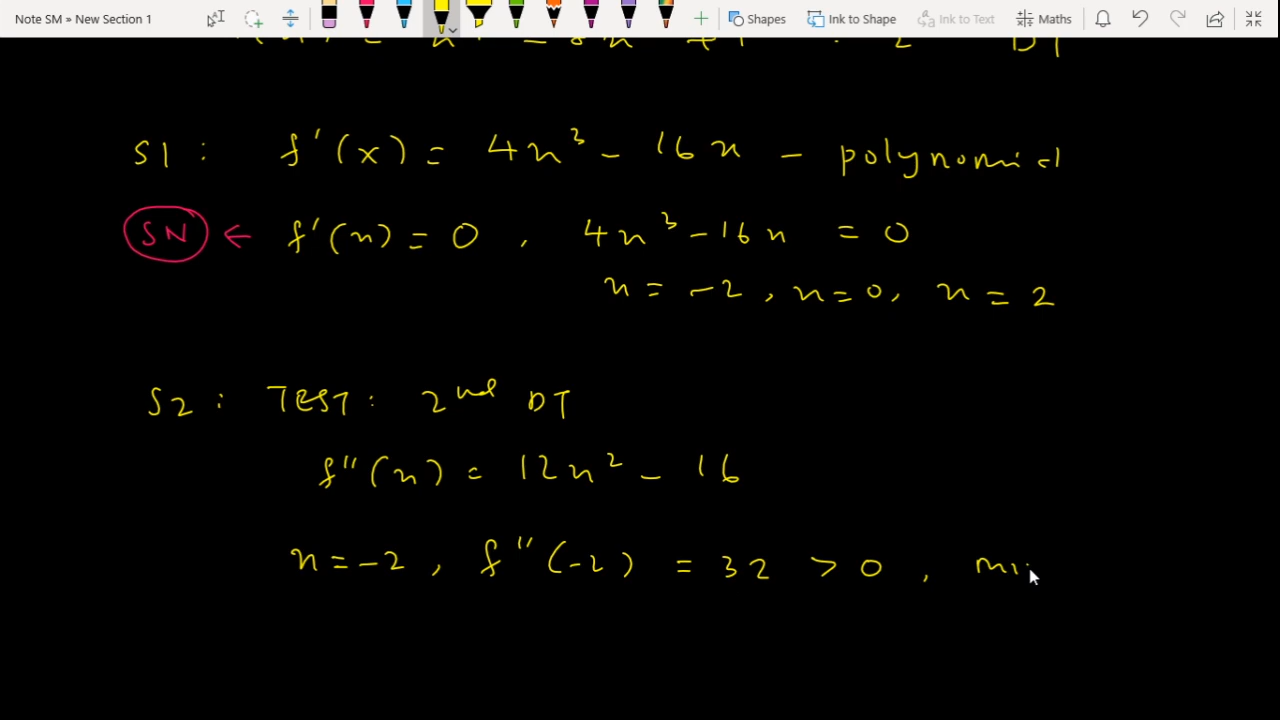 Note SM » New Section 1
Shapes
Ink to Shape
Ink to Text
Maths
S1 : f'(x) = 4x³ - 16x - polynomial
SN ← f'(x) = 0 , 4x³ - 16x = 0
x = -2 , x = 0 , x = 2
S2 : TEST : 2nd DT
f''(x) = 12x² - 16
x = -2 , f''(-2) = 32 > 0 , mi